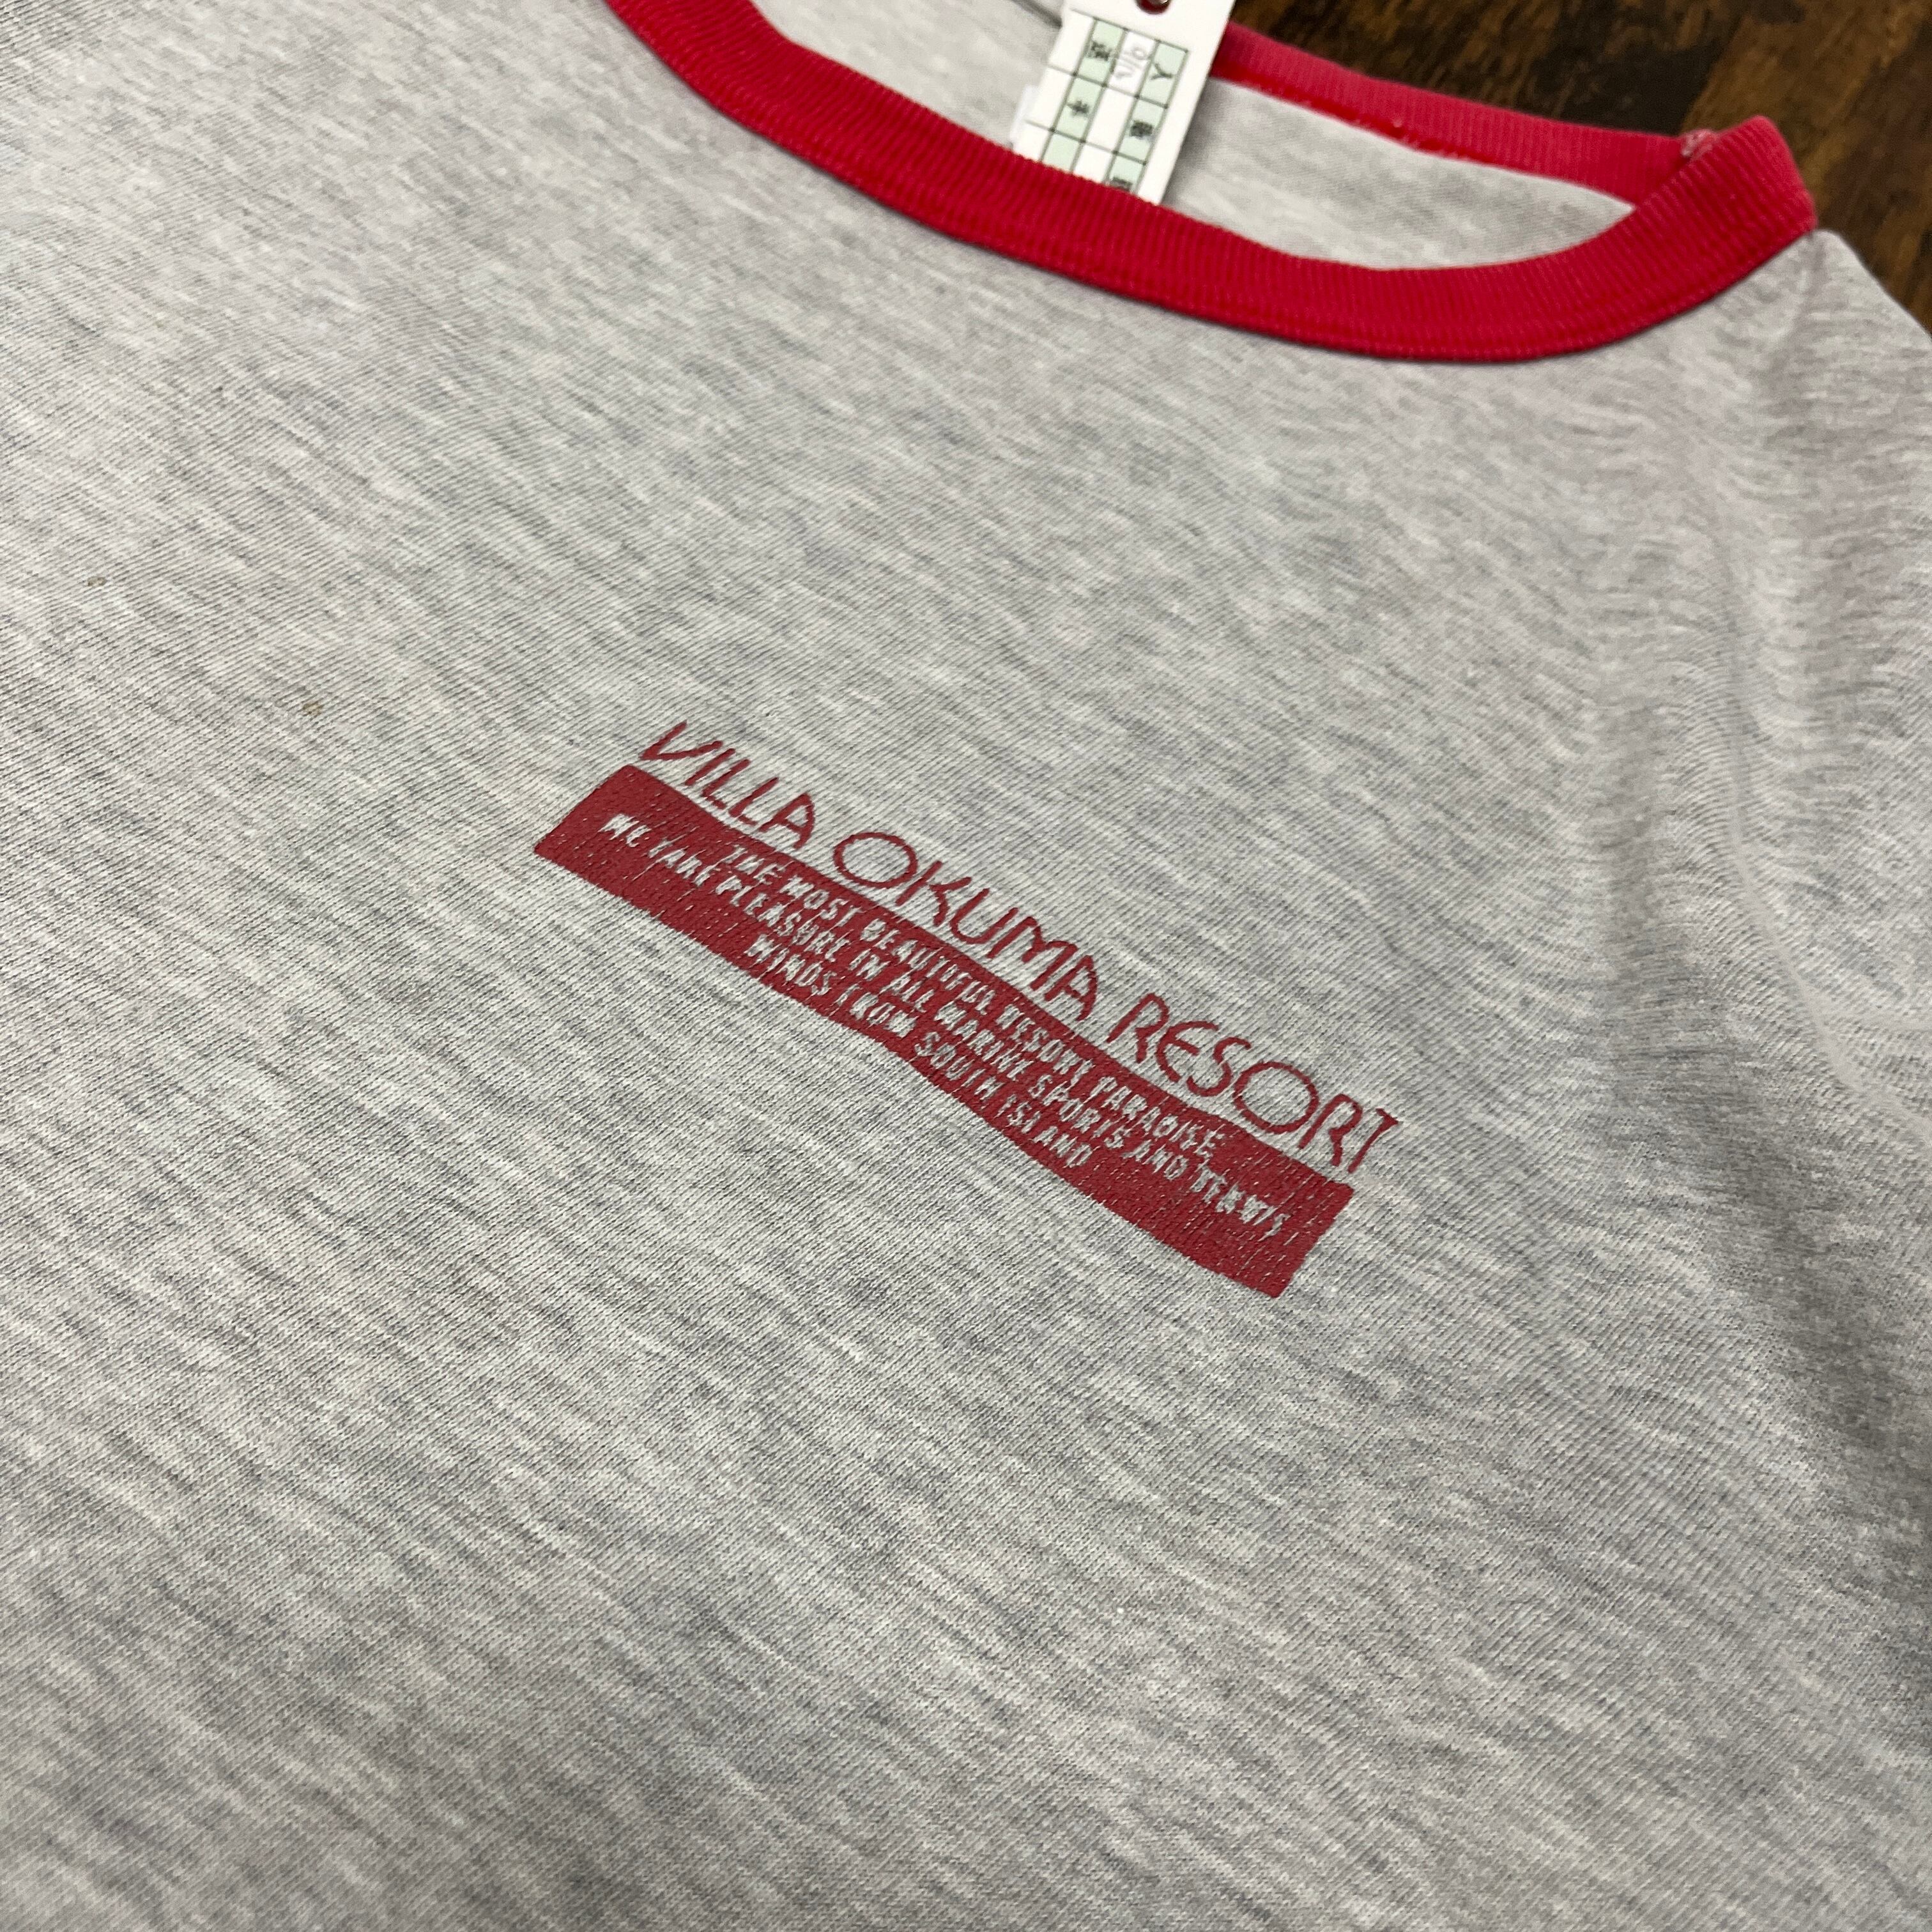 VILLA OKUMA RESORT
THE MOST BEAUTIFUL RESORT PARADISE
WE TAKE PLEASURE IN ALL MARINE SPORTS AND
WINDS FROM SOUTH ISLAND